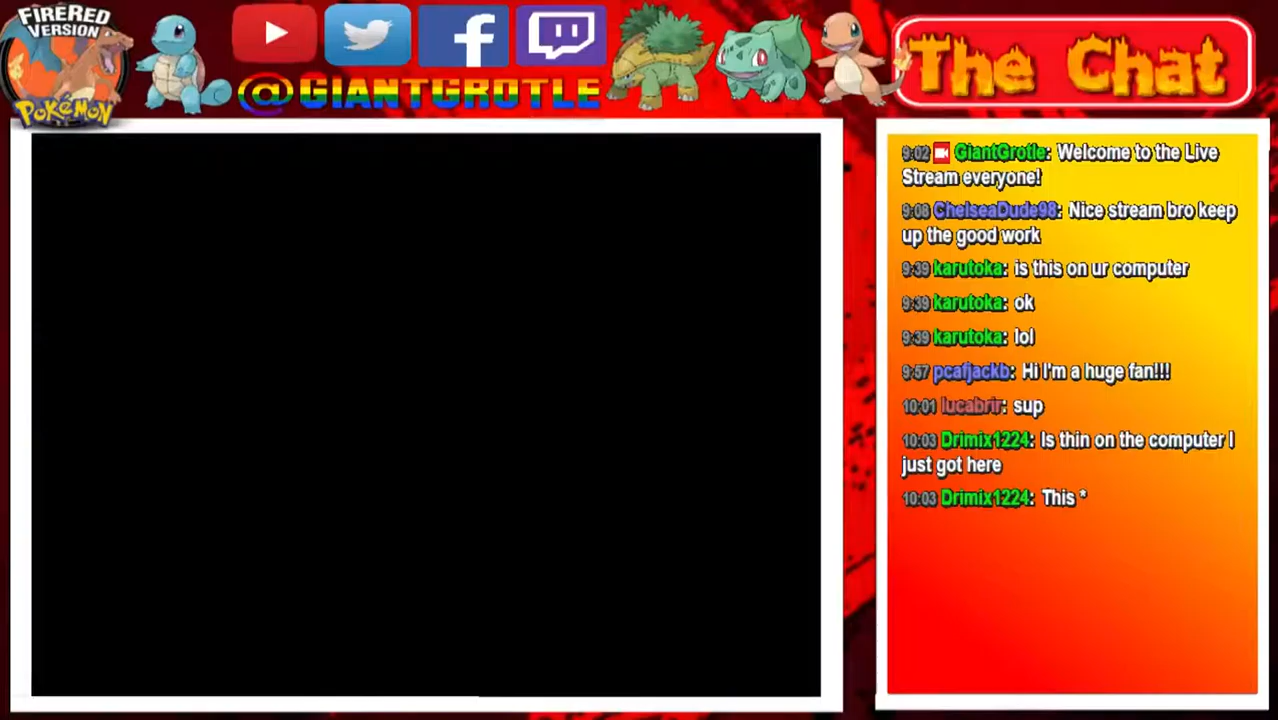 FIRERED
VERSION
POKéMON
@GIANTGROTLE
The Chat
9:02 GiantGrotle: Welcome to the Live
Stream everyone!
9:08 ChelseaDude98: Nice stream bro keep
up the good work
9:39 karutoka: is this on ur computer
9:39 karutoka: ok
9:39 karutoka: lol
9:57 pcafjackb: Hi I'm a huge fan!!!
10:01 lucabrir: sup
10:03 Drimix1224: Is thin on the computer I
just got here
10:03 Drimix1224: This *